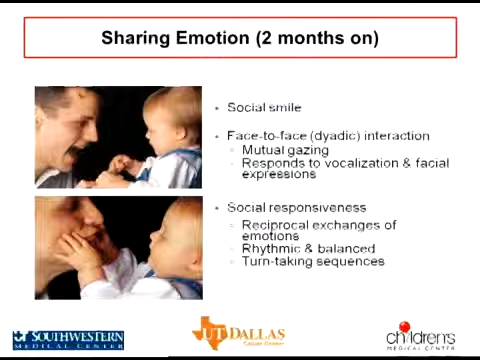 Sharing Emotion (2 months on)
Social smile
Face-to-face (dyadic) interaction
Mutual gazing
Responds to vocalization & facial
expressions
Social responsiveness
Reciprocal exchanges of
emotions
Rhythmic & balanced
Turn-taking sequences
SOUTHWESTERN
MEDICAL CENTER
UT DALLAS
Callier Center
children's
MEDICAL CENTER